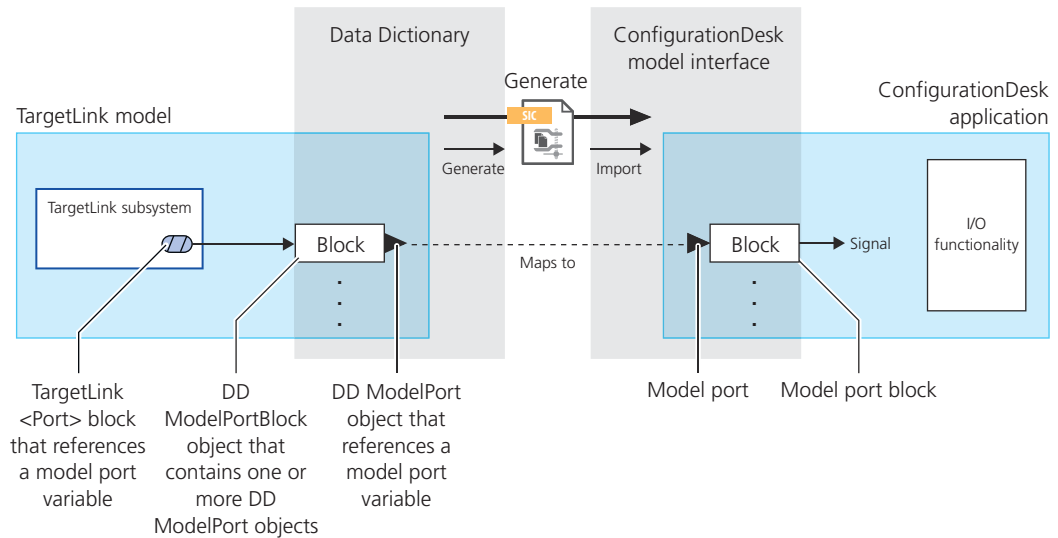 Data Dictionary
ConfigurationDesk
model interface
Generate
ConfigurationDesk
application
TargetLink model
SIC
Generate
Import
TargetLink subsystem
Block
Maps to
Block
Signal
I/O
functionality
TargetLink
<Port> block
that references
a model port
variable
DD
ModelPortBlock
object that
contains one or
more DD
ModelPort objects
DD ModelPort
object that
references a
model port
variable
Model port
Model port block